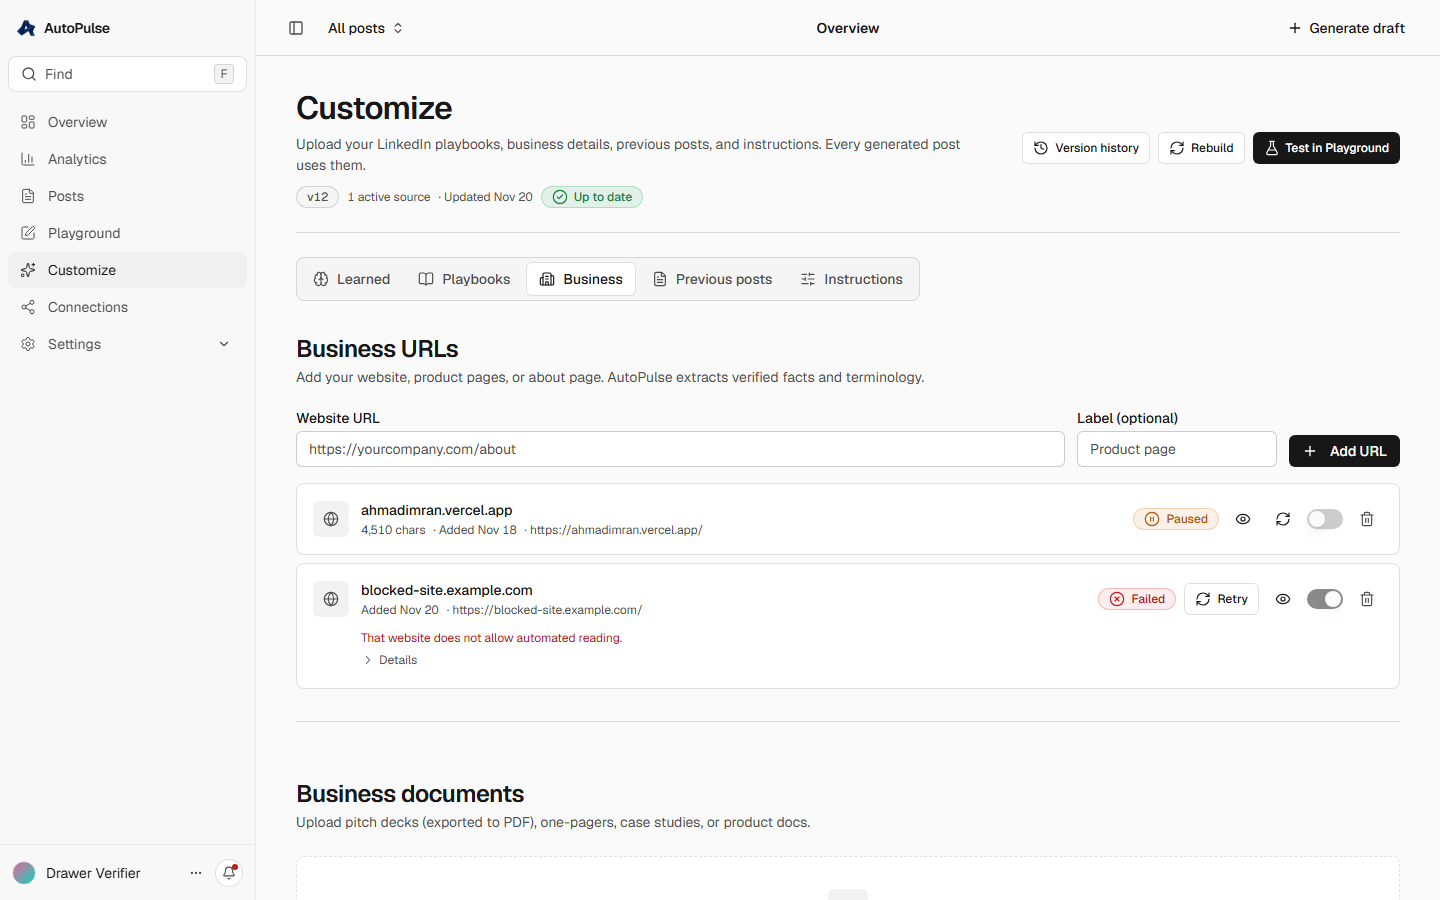 AutoPulse
Find
F
Overview
Analytics
Posts
Playground
Customize
Connections
Settings
Drawer Verifier
All posts
Overview
Generate draft
Customize
Upload your LinkedIn playbooks, business details, previous posts, and instructions. Every generated post
uses them.
v12 1 active source · Updated Nov 20 Up to date
Version history
Rebuild
Test in Playground
Learned
Playbooks
Business
Previous posts
Instructions
Business URLs
Add your website, product pages, or about page. AutoPulse extracts verified facts and terminology.
Website URL
https://yourcompany.com/about
Label (optional)
Product page
Add URL
ahmadimran.vercel.app
4,510 chars · Added Nov 18 · https://ahmadimran.vercel.app/
Paused
blocked-site.example.com
Added Nov 20 · https://blocked-site.example.com/
Failed
Retry
That website does not allow automated reading.
Details
Business documents
Upload pitch decks (exported to PDF), one-pagers, case studies, or product docs.